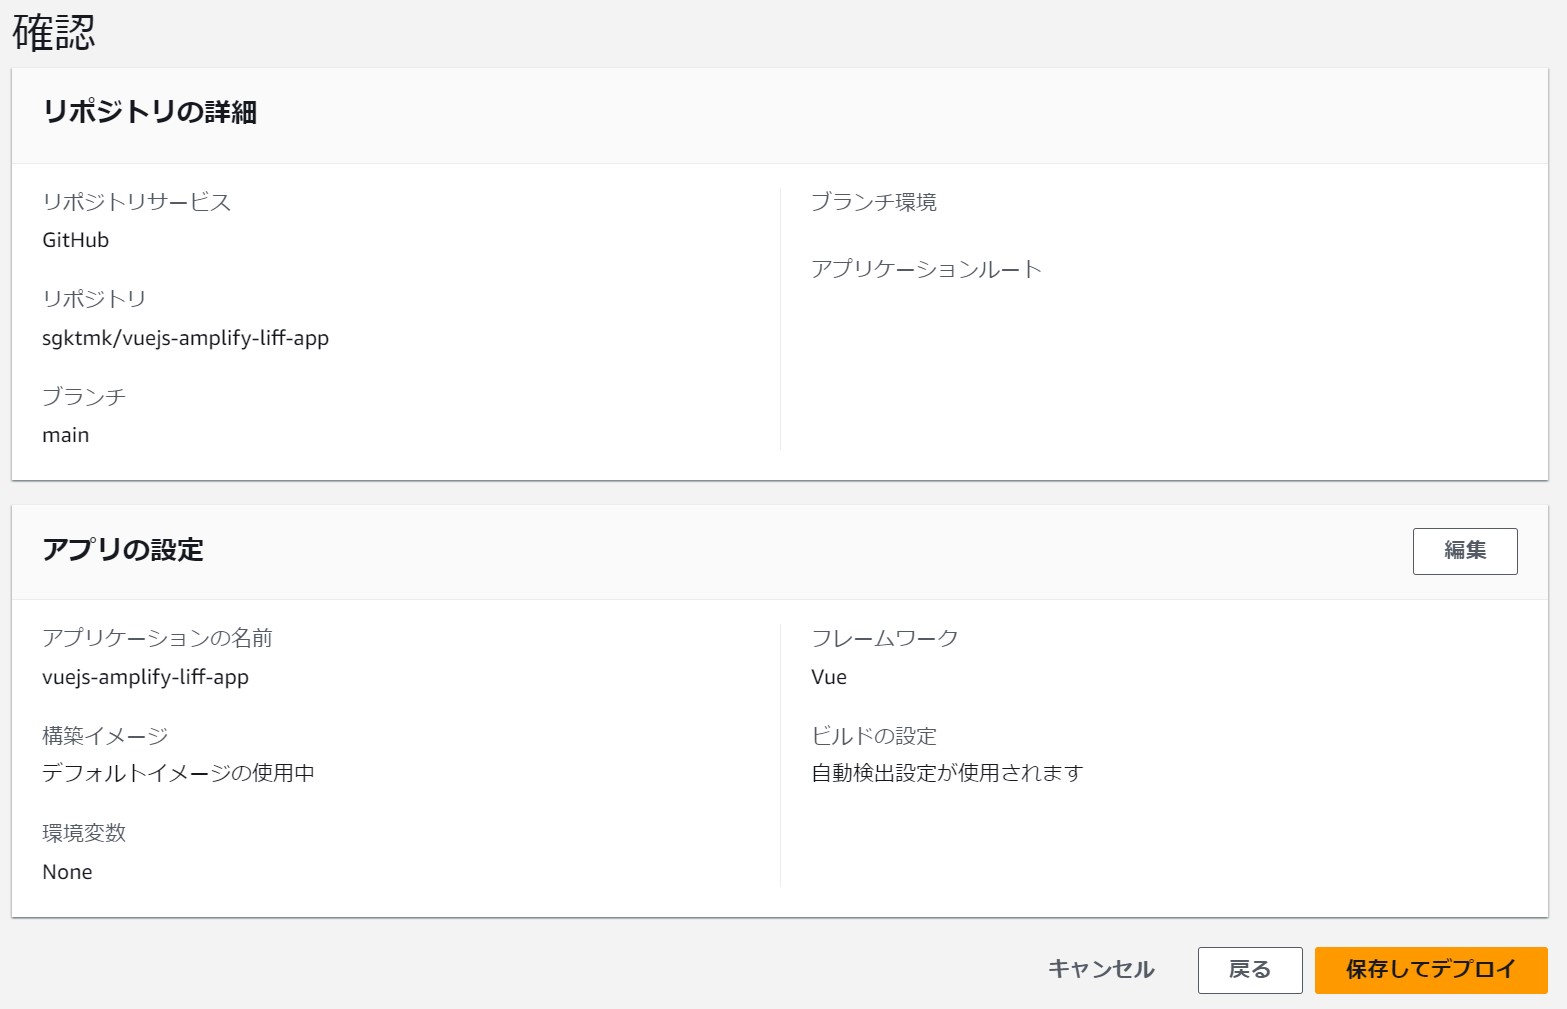 確認
リポジトリの詳細
リポジトリサービス
GitHub
リポジトリ
sgktmk/vuejs-amplify-liff-app
ブランチ
main
ブランチ環境
アプリケーションルート
アプリの設定
編集
アプリケーションの名前
vuejs-amplify-liff-app
構築イメージ
デフォルトイメージの使用中
環境変数
None
フレームワーク
Vue
ビルドの設定
自動検出設定が使用されます
キャンセル
戻る
保存してデプロイ